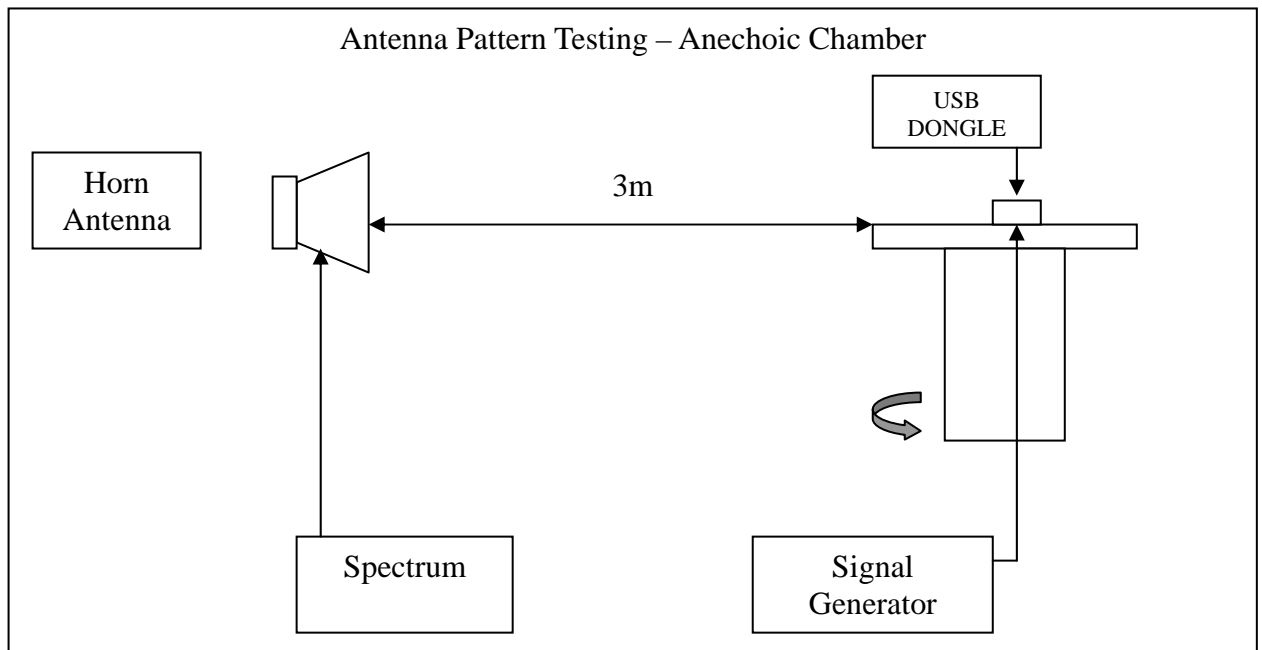 Antenna Pattern Testing – Anechoic Chamber
USB
DONGLE
Horn
Antenna
3m
Spectrum
Signal
Generator